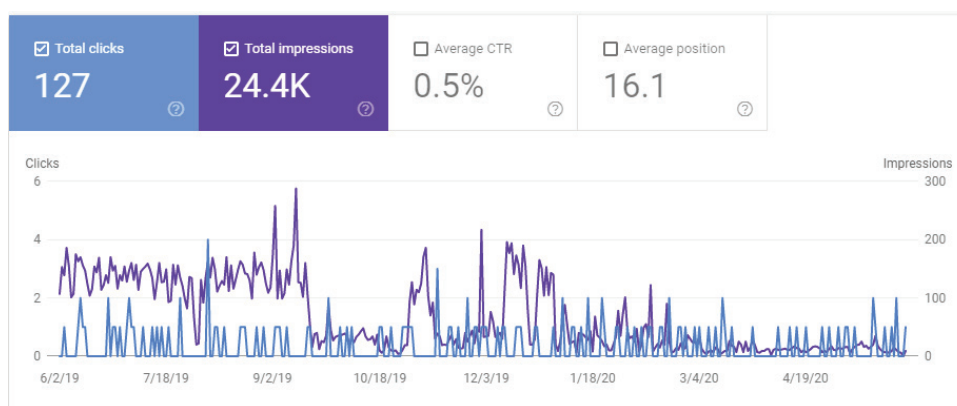 Total clicks
127
Total impressions
24.4K
Average CTR
0.5%
Average position
16.1
Clicks
Impressions
6
300
4
200
2
100
0
0
6/2/19 7/18/19 9/2/19 10/18/19 12/3/19 1/18/20 3/4/20 4/19/20